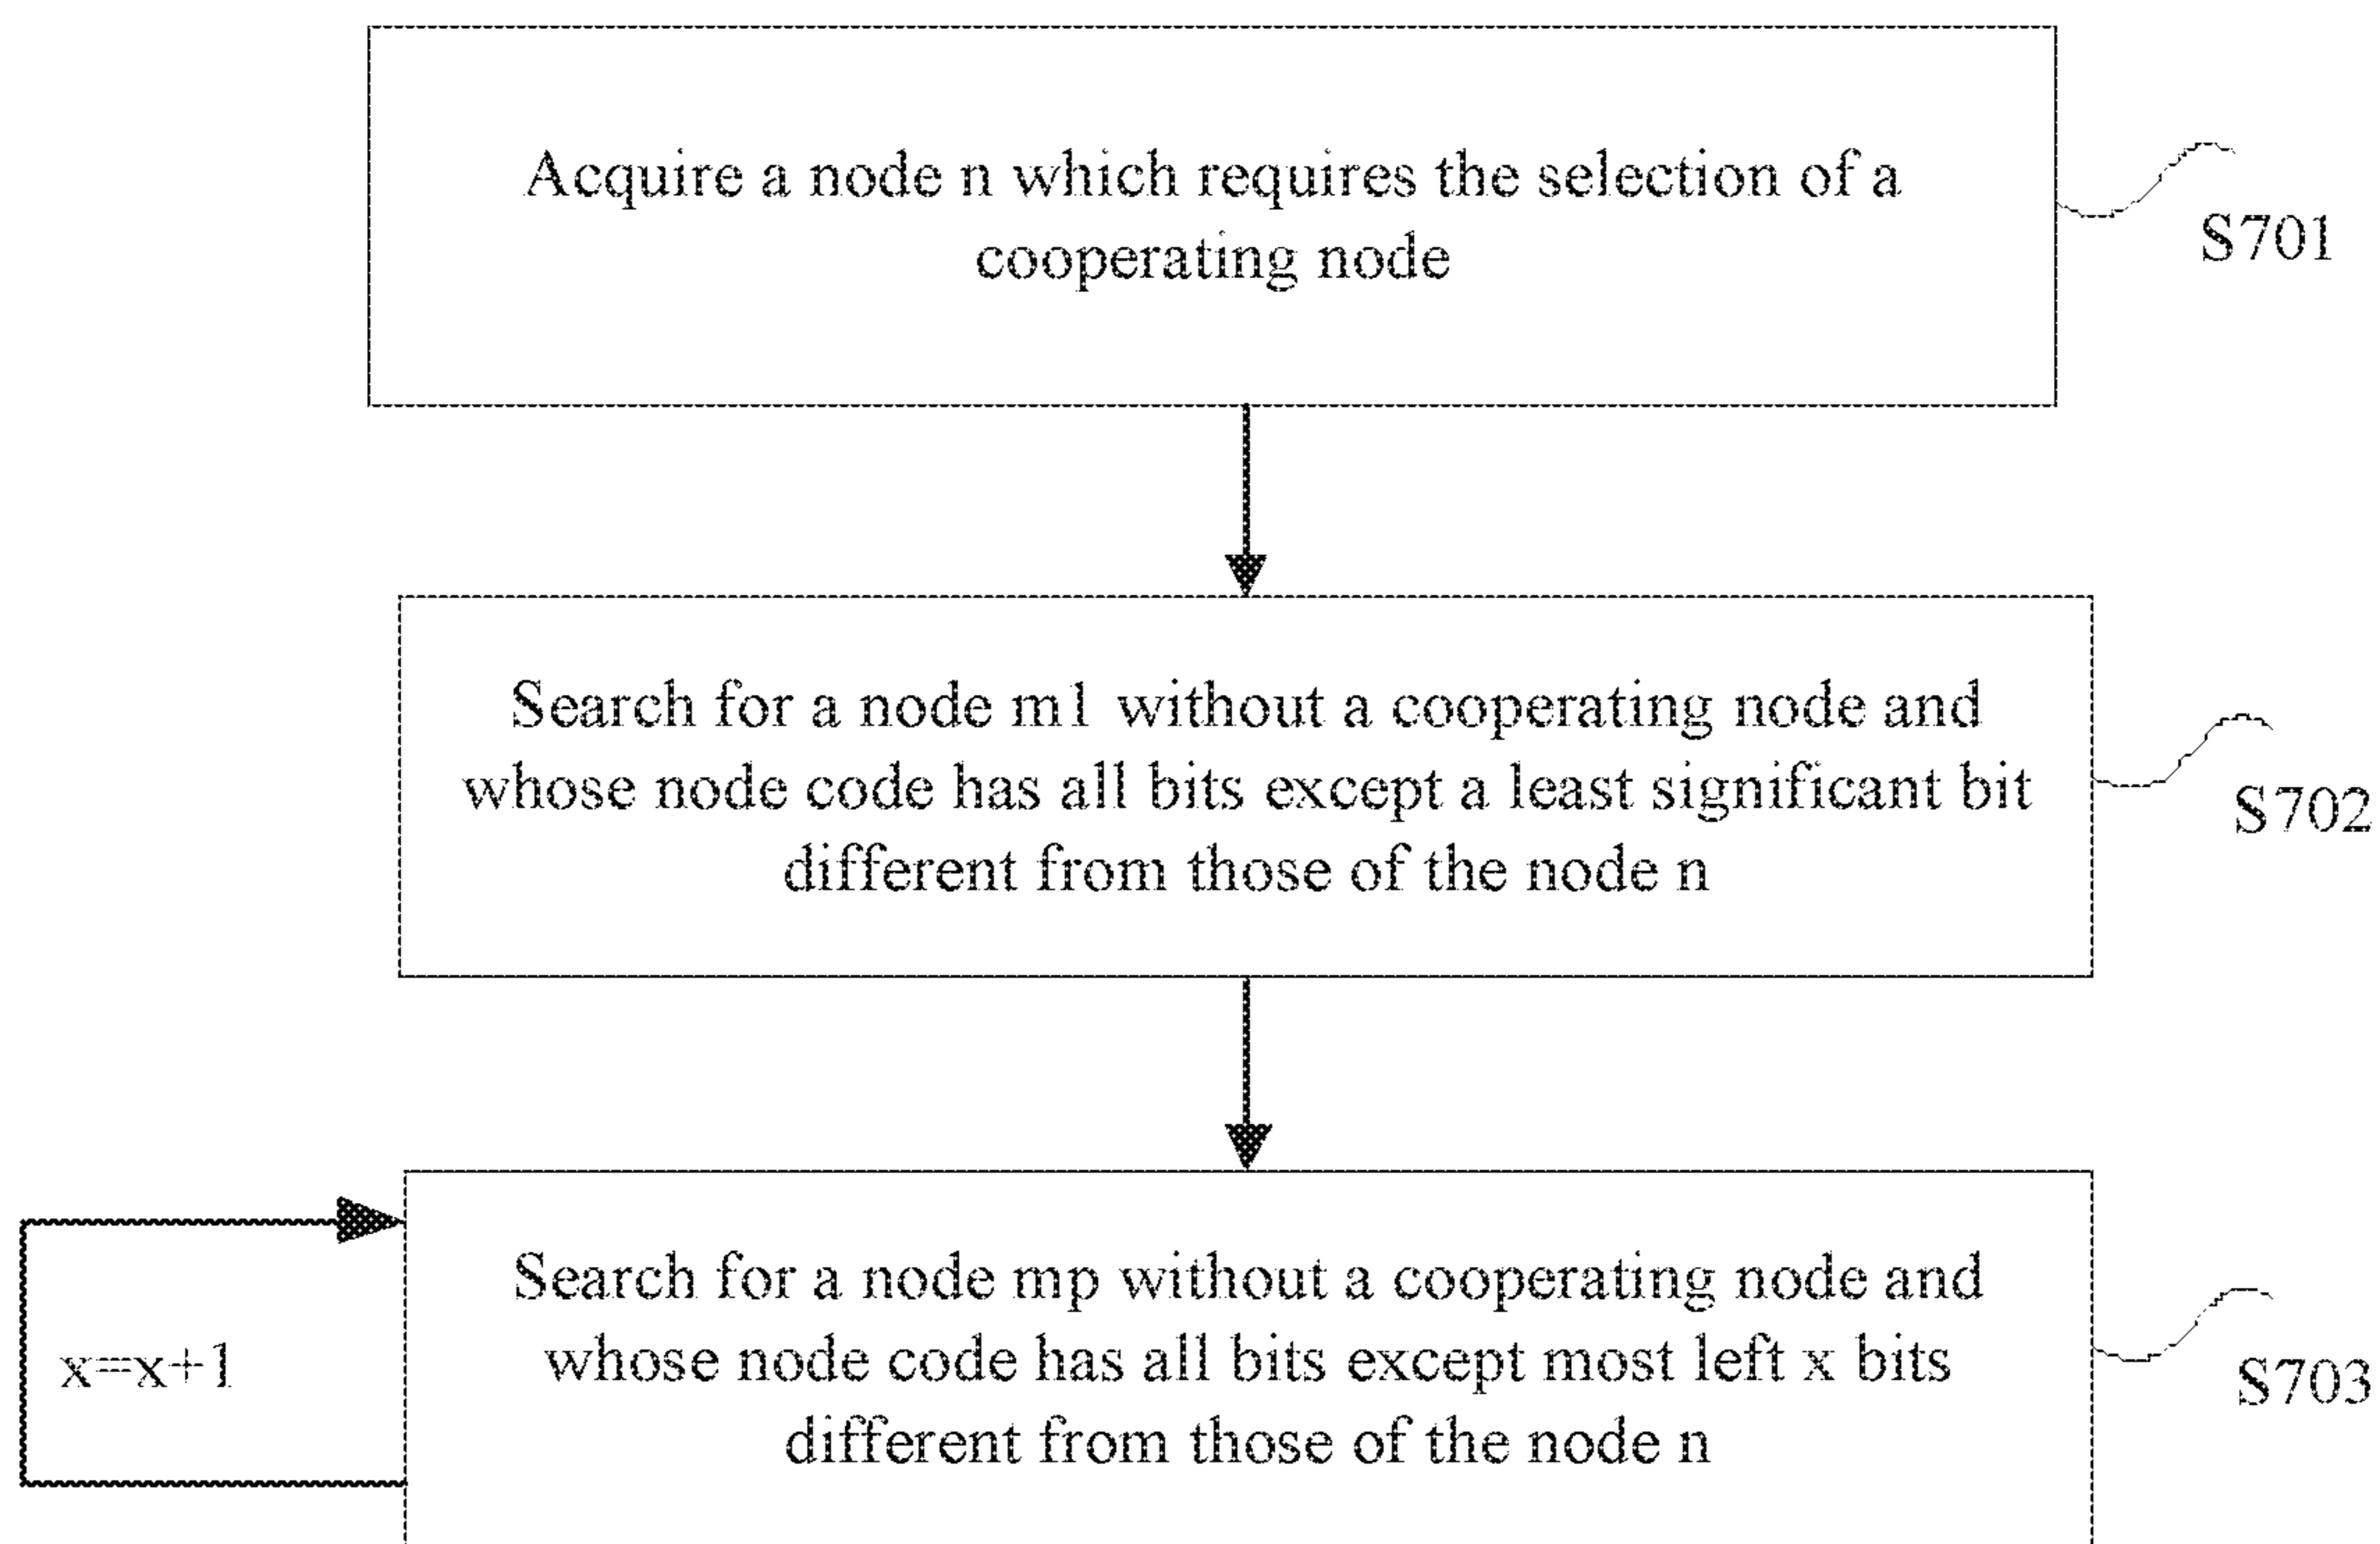 Acquire a node n which requires the selection of a
cooperating node
S701
Search for a node m1 without a cooperating node and
whose node code has all bits except a least significant bit
different from those of the node n
S702
Search for a node mp without a cooperating node and
whose node code has all bits except most left x bits
different from those of the node n
x=x+1
S703